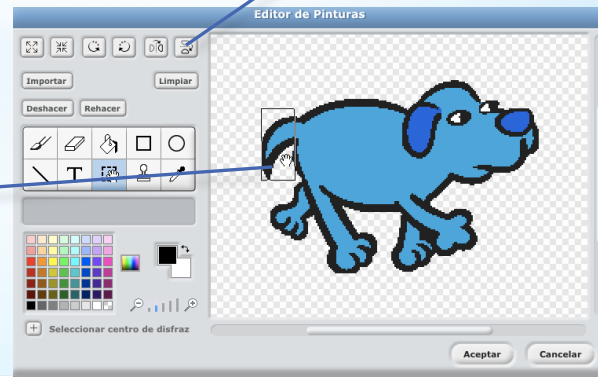 Editor de Pinturas
Importar
Limpiar
Deshacer
Rehacer
T
Seleccionar centro de disfraz
Aceptar
Cancelar